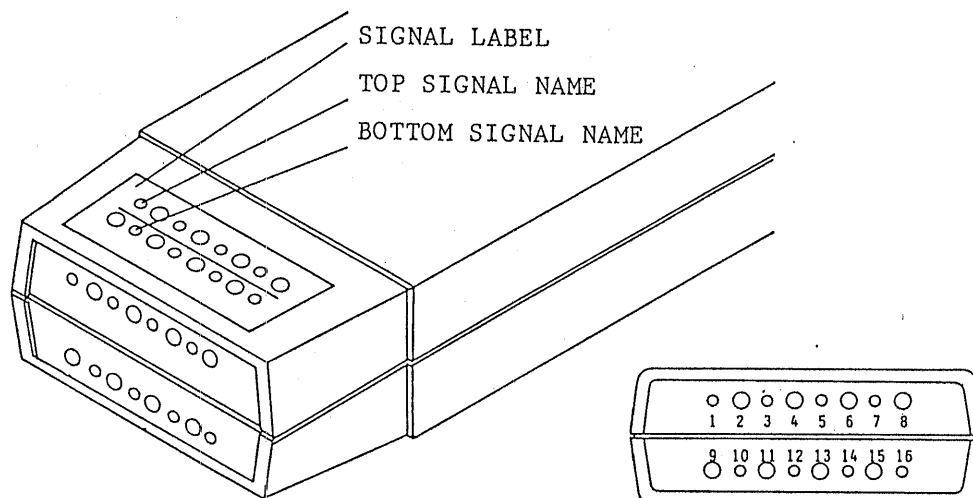 SIGNAL LABEL
TOP SIGNAL NAME
BOTTOM SIGNAL NAME
1 2 3 4 5 6 7 8
9 10 11 12 13 14 15 16